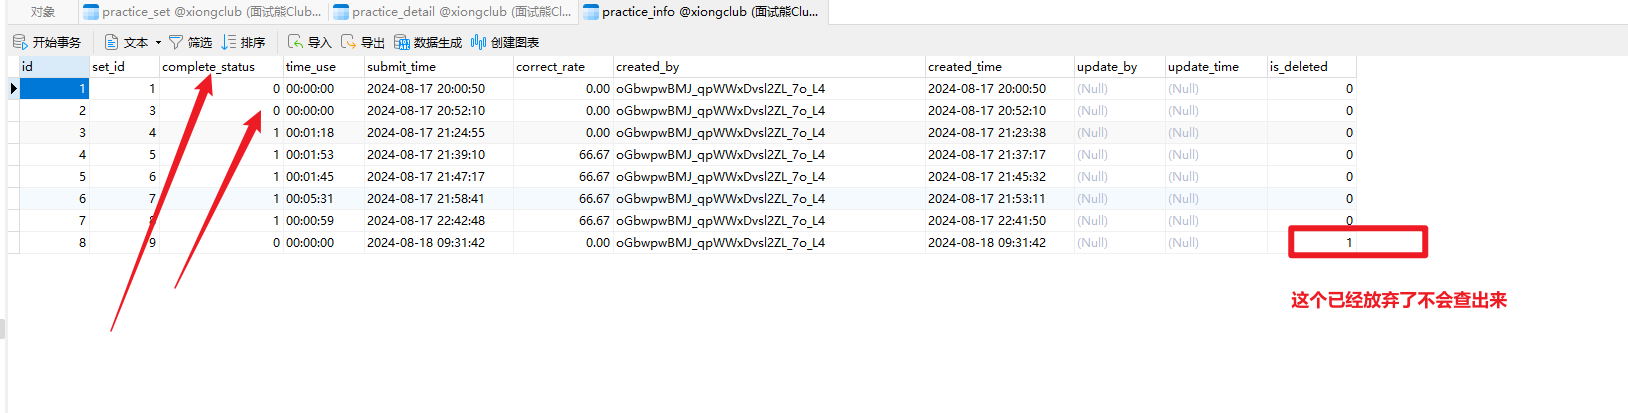 对象 practice_set @xiongclub (面试熊Club... practice_detail @xiongclub (面试熊Cl... practice_info @xiongclub (面试熊Clu...
开始事务 文本 筛选 排序 导入 导出 数据生成 创建图表
id set_id complete_status time_use submit_time correct_rate created_by created_time update_by update_time is_deleted
1 1 0 00:00:00 2024-08-17 20:00:50 0.00 oGbwpwBMJ_qpWWxDvsl2ZL_7o_L4 2024-08-17 20:00:50 (Null) (Null) 0
2 3 0 00:00:00 2024-08-17 20:52:10 0.00 oGbwpwBMJ_qpWWxDvsl2ZL_7o_L4 2024-08-17 20:52:10 (Null) (Null) 0
3 4 1 00:01:18 2024-08-17 21:24:55 0.00 oGbwpwBMJ_qpWWxDvsl2ZL_7o_L4 2024-08-17 21:23:38 (Null) (Null) 0
4 5 1 00:01:53 2024-08-17 21:39:10 66.67 oGbwpwBMJ_qpWWxDvsl2ZL_7o_L4 2024-08-17 21:37:17 (Null) (Null) 0
5 6 1 00:01:45 2024-08-17 21:47:17 66.67 oGbwpwBMJ_qpWWxDvsl2ZL_7o_L4 2024-08-17 21:45:32 (Null) (Null) 0
6 7 1 00:05:31 2024-08-17 21:58:41 66.67 oGbwpwBMJ_qpWWxDvsl2ZL_7o_L4 2024-08-17 21:53:11 (Null) (Null) 0
7 8 1 00:00:59 2024-08-17 22:42:48 66.67 oGbwpwBMJ_qpWWxDvsl2ZL_7o_L4 2024-08-17 22:41:50 (Null) (Null) 0
8 9 0 00:00:00 2024-08-18 09:31:42 0.00 oGbwpwBMJ_qpWWxDvsl2ZL_7o_L4 2024-08-18 09:31:42 (Null) (Null) 1
这个已经放弃了不会查出来